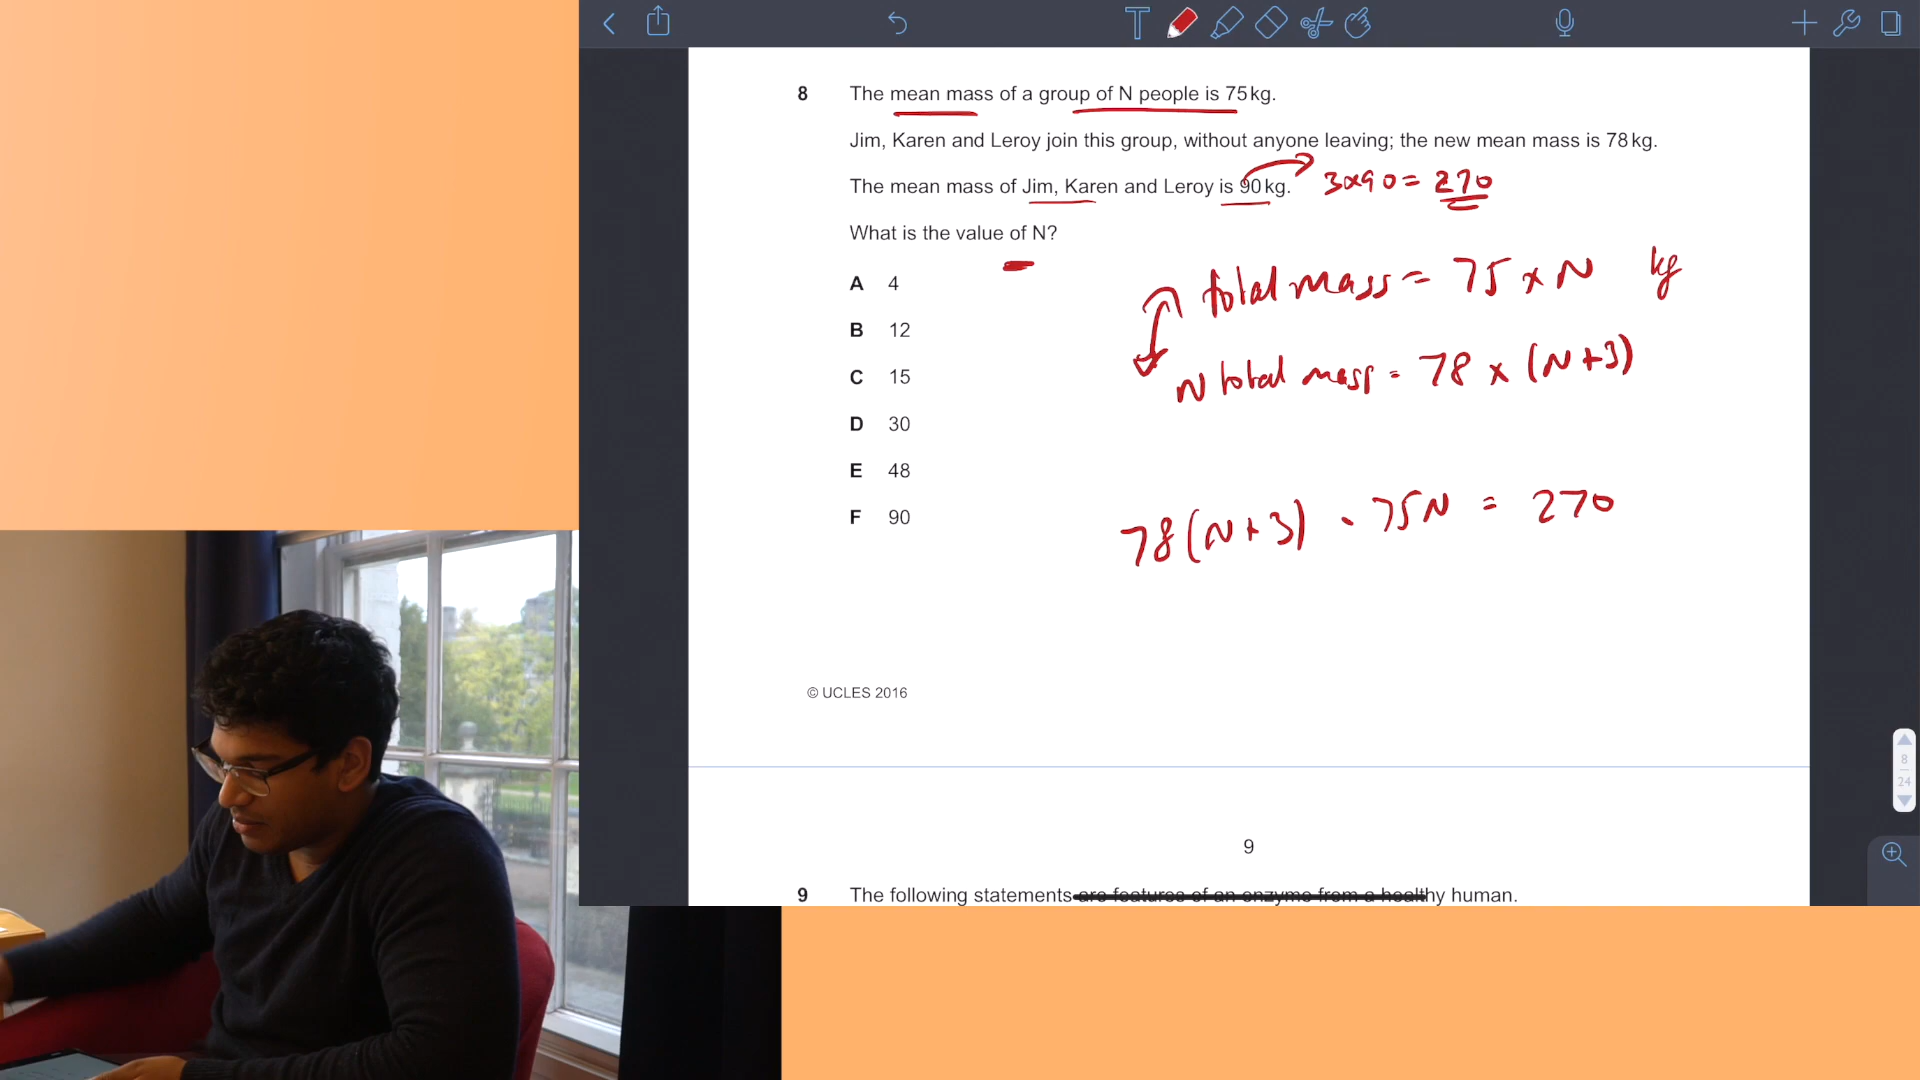 8 The mean mass of a group of N people is 75 kg.
Jim, Karen and Leroy join this group, without anyone leaving; the new mean mass is 78 kg.
The mean mass of Jim, Karen and Leroy is 90 kg. 3x90 = 270
What is the value of N?
A 4
B 12
C 15
D 30
E 48
F 90
total mass = 75 x N kg
N total mass = 78 x (N+3)
78(N+3) - 75N = 270
© UCLES 2016
8
24
9
9 The following statements are features of an enzyme from a healthy human.